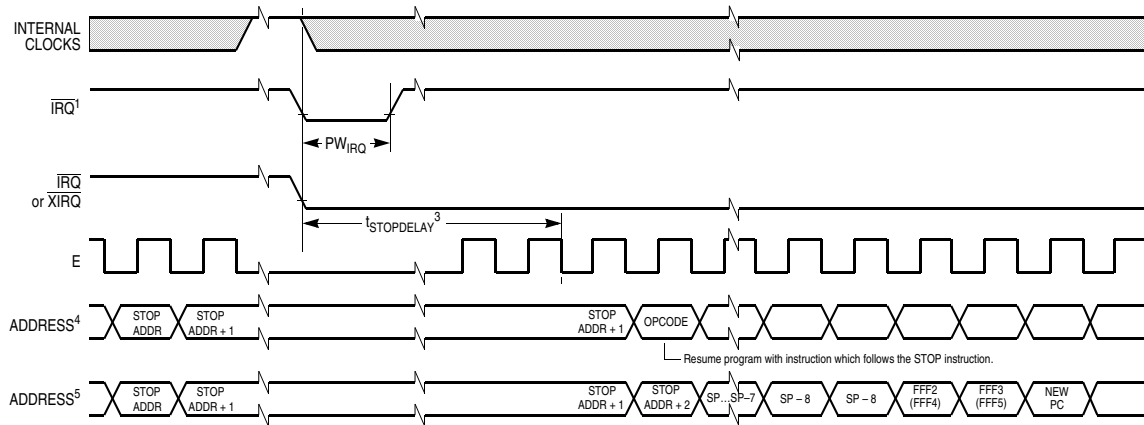 INTERNAL
CLOCKS
IRQ1
PWIRQ
IRQ
or XIRQ
tSTOPDELAY3
E
ADDRESS4
STOP
ADDR
STOP
ADDR + 1
STOP
ADDR + 1
OPCODE
Resume program with instruction which follows the STOP instruction.
ADDRESS5
STOP
ADDR
STOP
ADDR + 1
STOP
ADDR + 1
STOP
ADDR + 2
SP…SP–7
SP – 8
SP – 8
FFF2
(FFF4)
FFF3
(FFF5)
NEW
PC